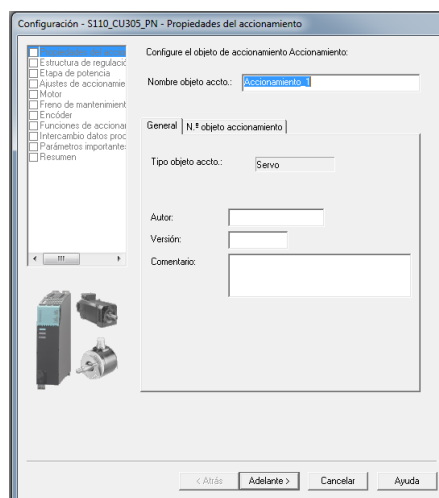 Configuración - S110_CU305_PN - Propiedades del accionamiento
Configure el objeto de accionamiento Accionamiento:
Nombre objeto accto.: Accionamiento_1
Estructura de regulació
Etapa de potencia
Ajustes de accionamie
Motor
Freno de mantenimient
Encóder
Funciones de accionar
Intercambio datos proc
Parámetros importante:
Resumen
General N.º objeto accionamiento
Tipo objeto accto.: Servo
Autor:
Versión:
Comentario:
< Atrás Adelante > Cancelar Ayuda